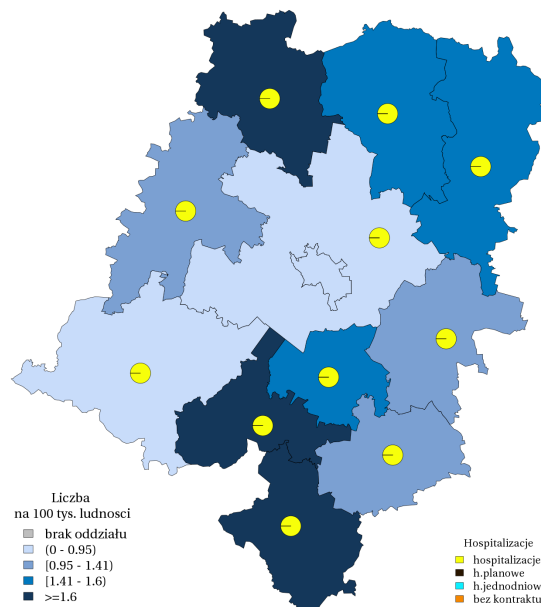 Liczba
na 100 tys. ludnosci
brak oddziału
(0 - 0.95)
[0.95 - 1.41)
[1.41 - 1.6)
>=1.6
Hospitalizacje
hospitalizacje
h.planowe
h.jednodniow
bez kontraktu